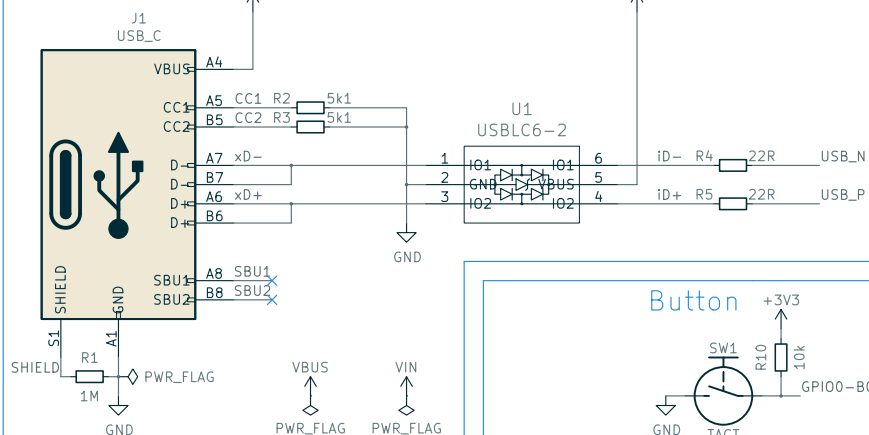 J1
USB_C
VBUS A4
CC1 A5 CC1 R2 5k1
CC2 B5 CC2 R3 5k1
D- A7 xD-
D- B7
D+ A6 xD+
D+ B6
SBU1 A8 SBU1
SBU2 B8 SBU2
SHIELD
GND
S1
A1
SHIELD
R1
1M
PWR_FLAG
GND
GND
U1
USBLC6-2
1 IO1 IO1 6
2 GND VBUS 5
3 IO2 IO2 4
iD- R4 22R USB_N
iD+ R5 22R USB_P
VBUS
PWR_FLAG
VIN
PWR_FLAG
Button
+3V3
SW1
R10
10k
GPIO0-BO
GND
TACT